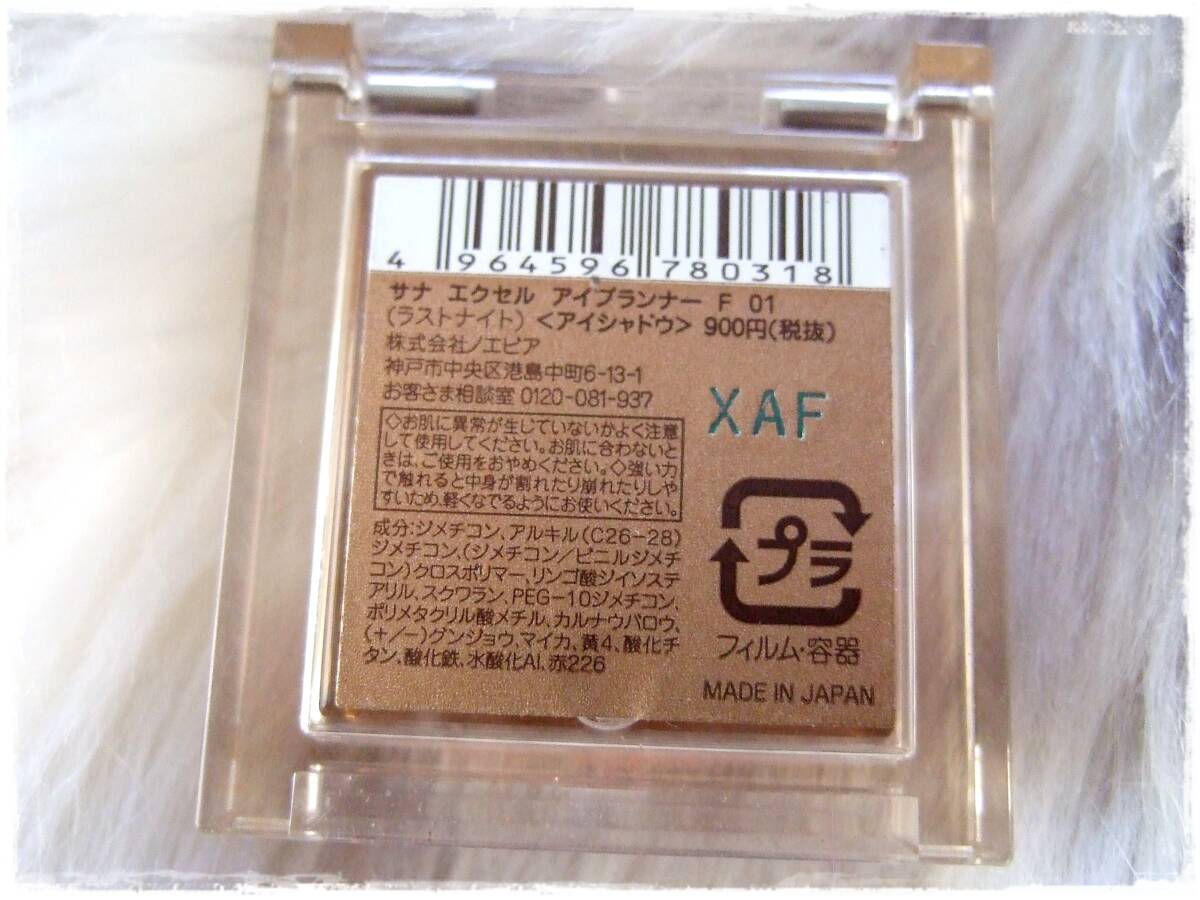 4 964596 780318
サナ エクセル アイプランナー F 01
(ラストナイト) <アイシャドウ> 900円(税抜)
株式会社ノエビア
神戸市中央区港島中町6-13-1
お客さま相談室 0120-081-937
XAF
◇お肌に異常が生じていないかよく注意
して使用してください。お肌に合わないと
きは、ご使用をおやめください。◇強い力
で触れると中身が割れたり崩れたりしや
すいため、軽くなでるようにお使いください。
成分:ジメチコン、アルキル(C26-28)
ジメチコン、(ジメチコン/ビニルジメチ
コン)クロスポリマー、リンゴ酸ジイソステ
アリル、スクワラン、PEG-10ジメチコン、
ポリメタクリル酸メチル、カルナウバロウ、
(+/-)グンジョウ、マイカ、黄4、酸化チ
タン、酸化鉄、水酸化Al、赤226
プラ
フィルム・容器
MADE IN JAPAN